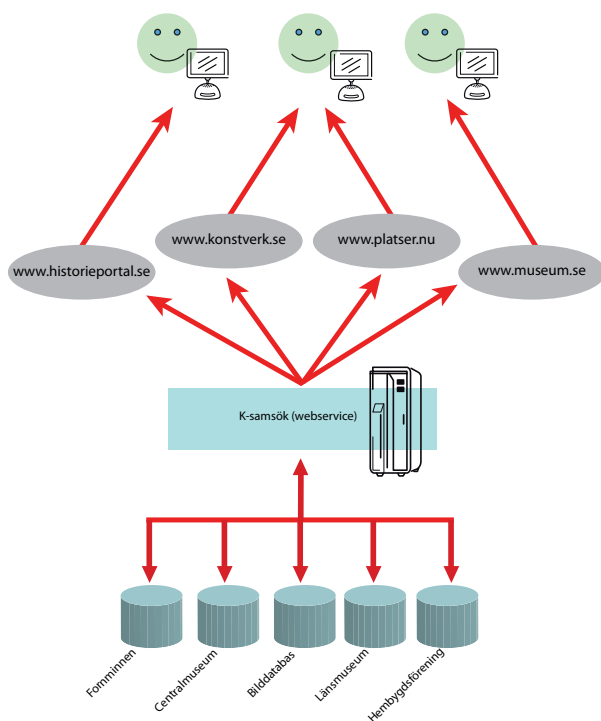 www.konstverk.se
www.platser.nu
www.historieportal.se
www.museum.se
K-samsök (webservice)
Fornminnen
Centralmuseum
Bilddatabas
Länsmuseum
Hembygdsförening